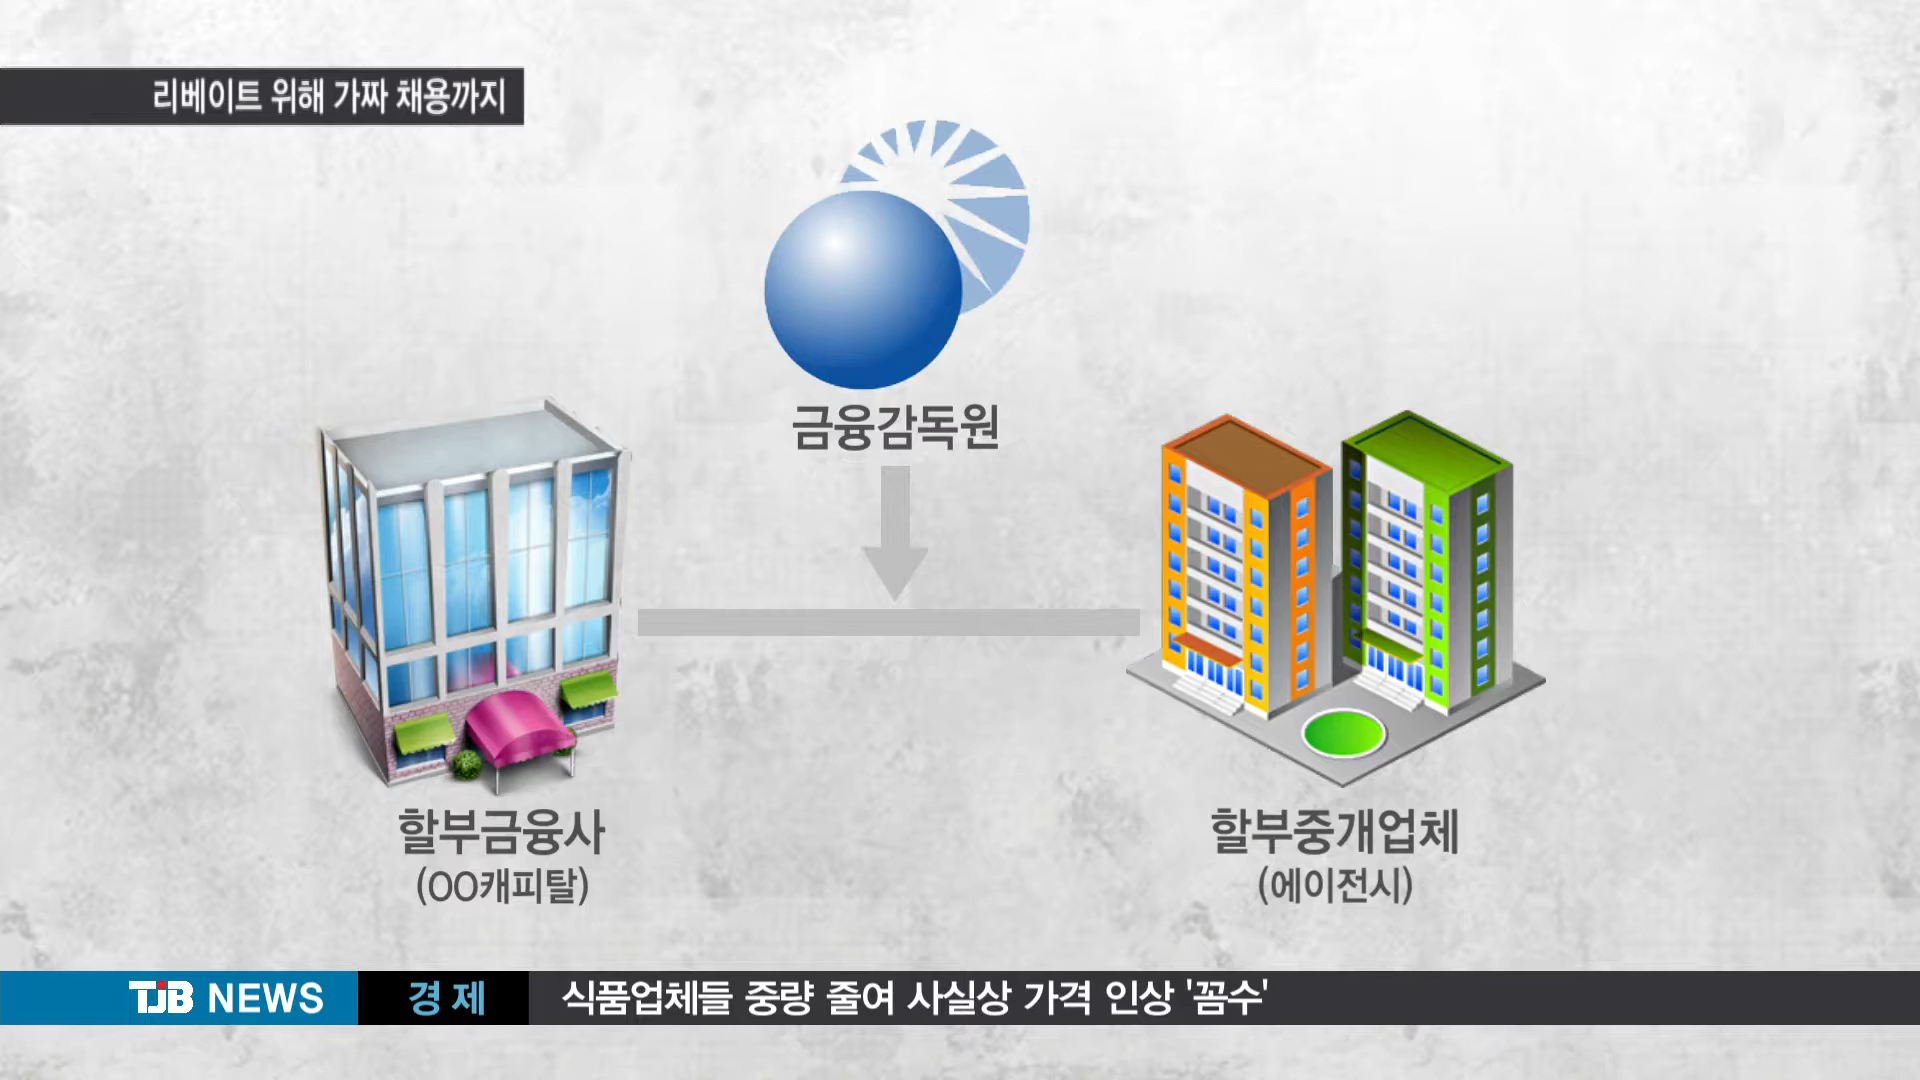 리베이트 위해 가짜 채용까지
금융감독원
할부금융사
(OO캐피탈)
할부중개업체
(에이전시)
TJB NEWS 경제 식품업체들 중량 줄여 사실상 가격 인상 '꼼수'